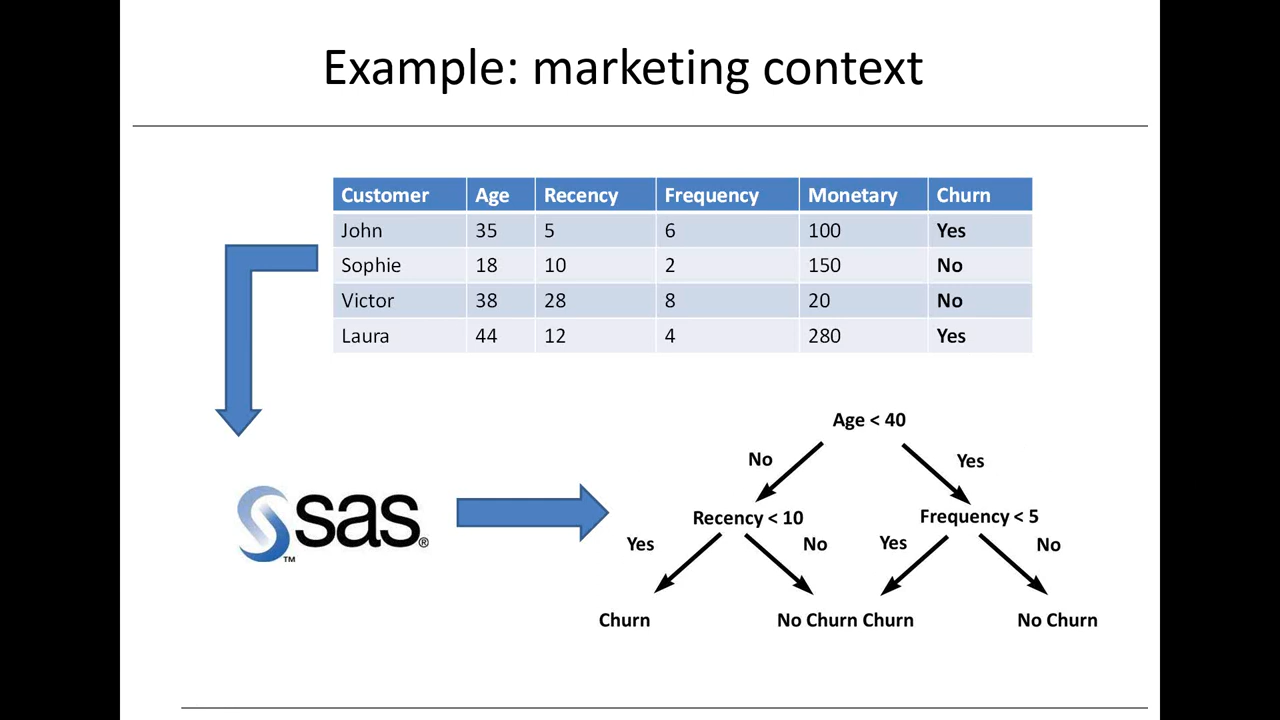 Example: marketing context
Customer Age Recency Frequency Monetary Churn
John 35 5 6 100 Yes
Sophie 18 10 2 150 No
Victor 38 28 8 20 No
Laura 44 12 4 280 Yes
Age < 40
No Yes
sas®
™
Recency < 10 Frequency < 5
Yes No Yes No
Churn No Churn Churn No Churn